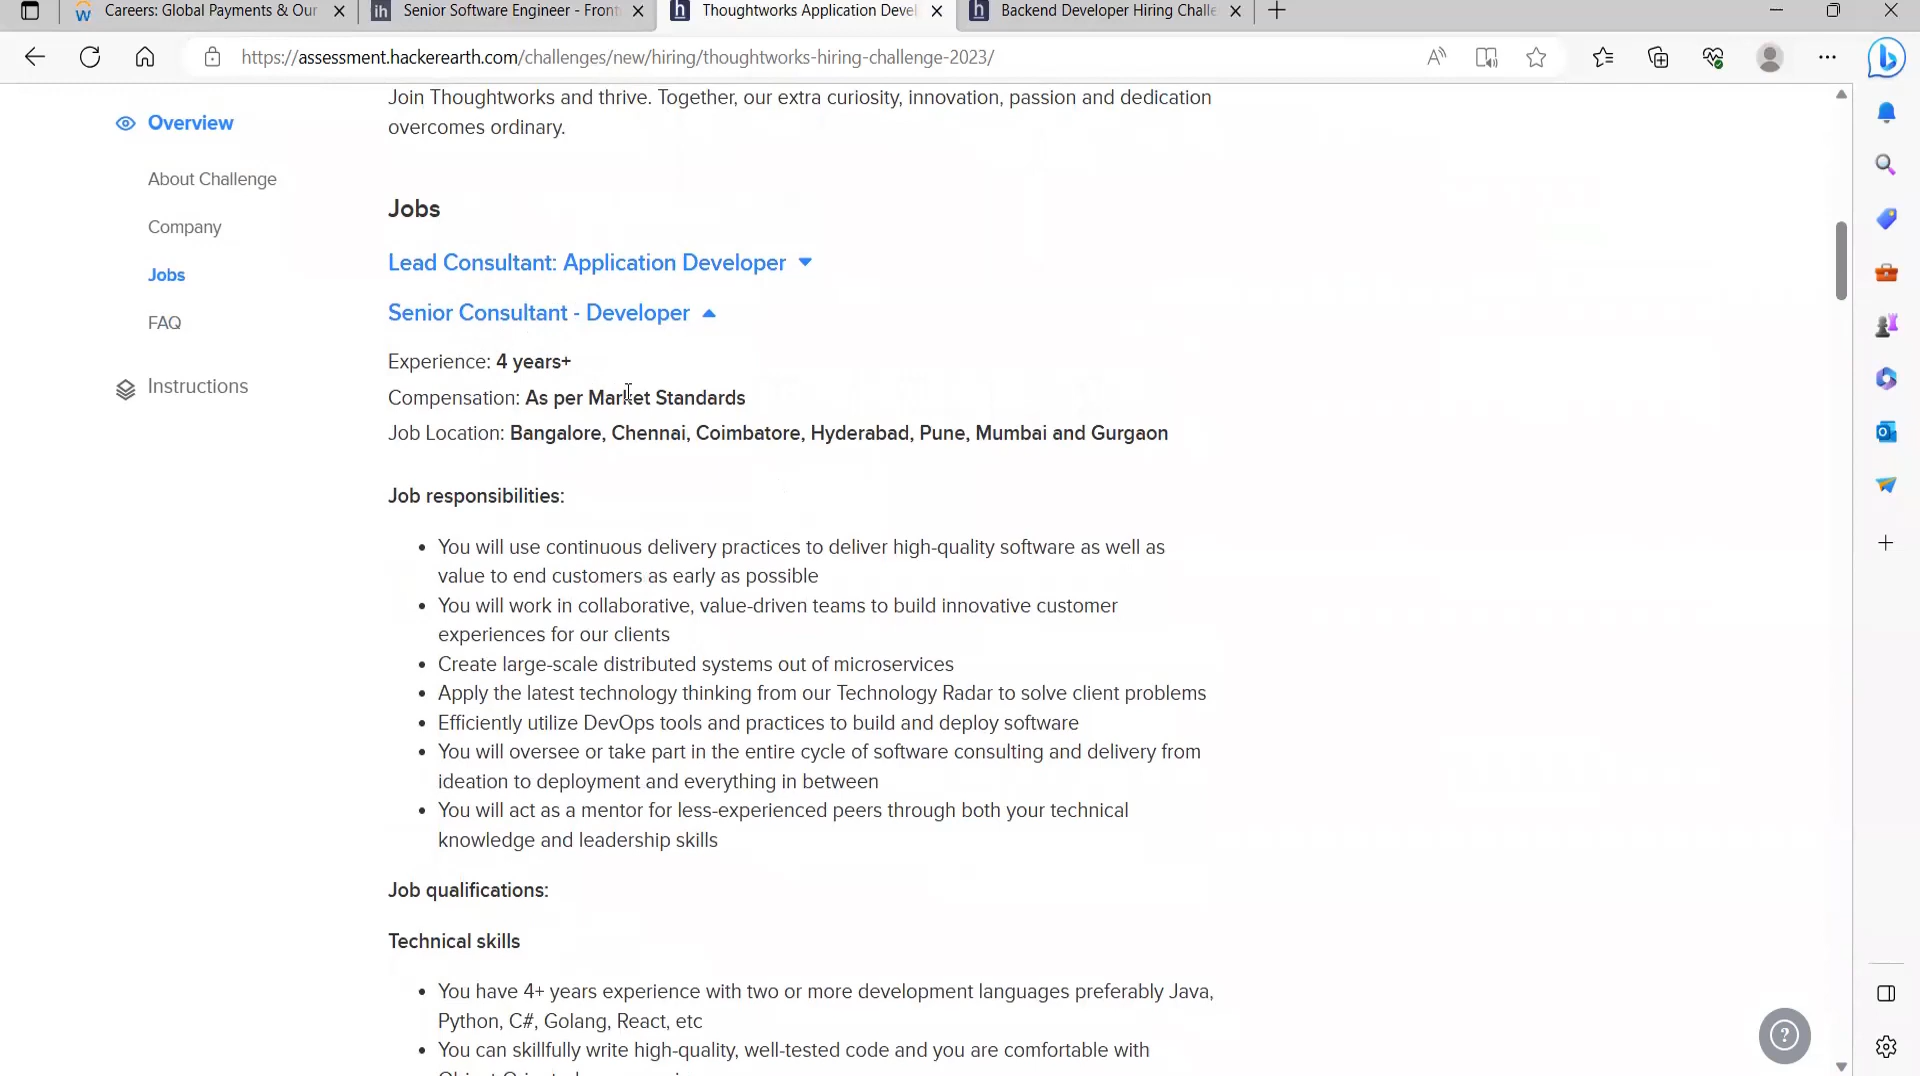 Careers: Global Payments & Our
Senior Software Engineer - Front
Thoughtworks Application Devel
Backend Developer Hiring Challe
https://assessment.hackerearth.com/challenges/new/hiring/thoughtworks-hiring-challenge-2023/
Overview
About Challenge
Company
Jobs
FAQ
Instructions
Join Thoughtworks and thrive. Together, our extra curiosity, innovation, passion and dedication
overcomes ordinary.
Jobs
Lead Consultant: Application Developer
Senior Consultant - Developer
Experience: 4 years+
Compensation: As per Market Standards
Job Location: Bangalore, Chennai, Coimbatore, Hyderabad, Pune, Mumbai and Gurgaon
Job responsibilities:
• You will use continuous delivery practices to deliver high-quality software as well as
value to end customers as early as possible
• You will work in collaborative, value-driven teams to build innovative customer
experiences for our clients
• Create large-scale distributed systems out of microservices
• Apply the latest technology thinking from our Technology Radar to solve client problems
• Efficiently utilize DevOps tools and practices to build and deploy software
• You will oversee or take part in the entire cycle of software consulting and delivery from
ideation to deployment and everything in between
• You will act as a mentor for less-experienced peers through both your technical
knowledge and leadership skills
Job qualifications:
Technical skills
• You have 4+ years experience with two or more development languages preferably Java,
Python, C#, Golang, React, etc
• You can skillfully write high-quality, well-tested code and you are comfortable with